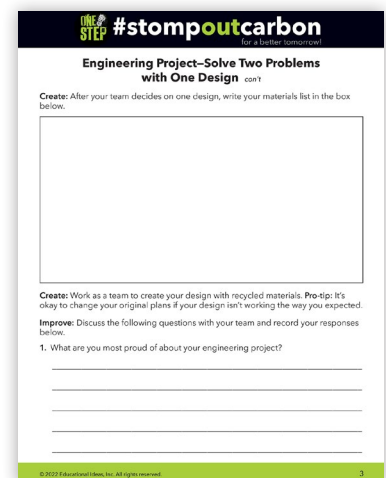 ONE
STEP #stompoutcarbon
for a better tomorrow!
Engineering Project—Solve Two Problems
with One Design con't
Create: After your team decides on one design, write your materials list in the box
below.
Create: Work as a team to create your design with recycled materials. Pro-tip: It's
okay to change your original plans if your design isn't working the way you expected.
Improve: Discuss the following questions with your team and record your responses
below.
1. What are you most proud of about your engineering project?
© 2022 Educational Ideas, Inc. All rights reserved. 3